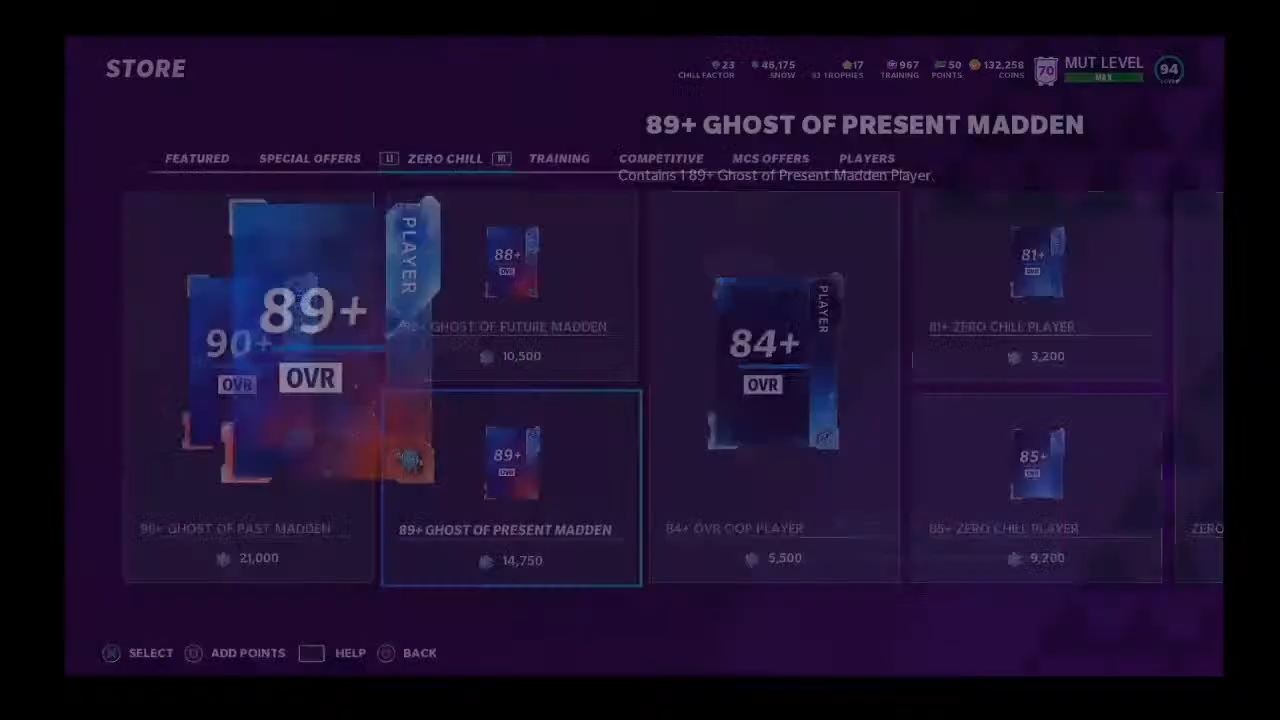 STORE
23 46,175 17 967 50 132,258 70 MUT LEVEL 94
CHILL FACTOR SNOW TROPHIES TRAINING POINTS COINS MAX
89+ GHOST OF PRESENT MADDEN
FEATURED SPECIAL OFFERS L1 ZERO CHILL R1 TRAINING COMPETITIVE MCS OFFERS PLAYERS
Contains 1 89+ Ghost of Present Madden Player.
PLAYER
89+
OVR
90+
OVR
90+ GHOST OF PAST MADDEN
21,000
88+
OVR
GHOST OF FUTURE MADDEN
10,500
89+
OVR
89+ GHOST OF PRESENT MADDEN
14,750
PLAYER
84+
OVR
84+ OVR OOP PLAYER
5,500
81+
OVR
81+ ZERO CHILL PLAYER
3,200
85+
OVR
85+ ZERO CHILL PLAYER
9,200
ZERO
SELECT ADD POINTS HELP BACK